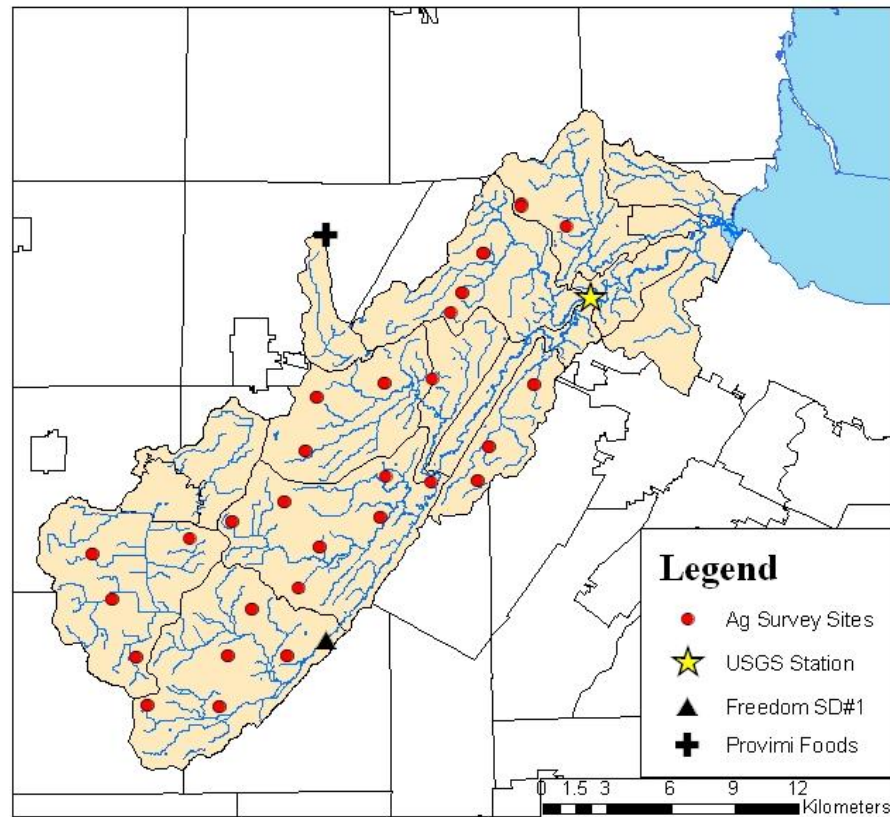 Legend
Ag Survey Sites
USGS Station
Freedom SD#1
Provimi Foods
0 1.5 3 6 9 12
Kilometers